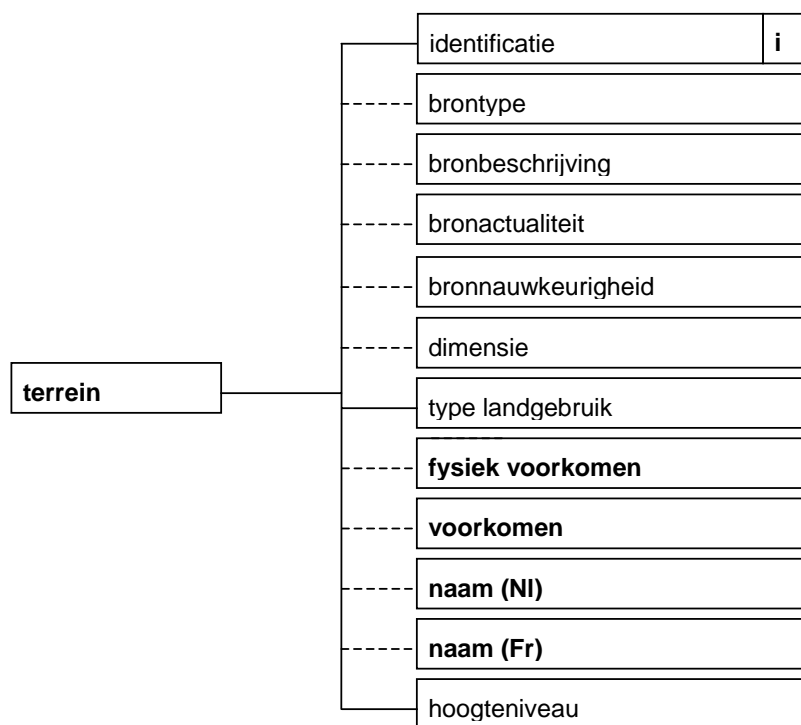 identificatie i
brontype
bronbeschrijving
bronactualiteit
bronnauwkeurigheid
dimensie
terrein
type landgebruik
fysiek voorkomen
voorkomen
naam (Nl)
naam (Fr)
hoogteniveau